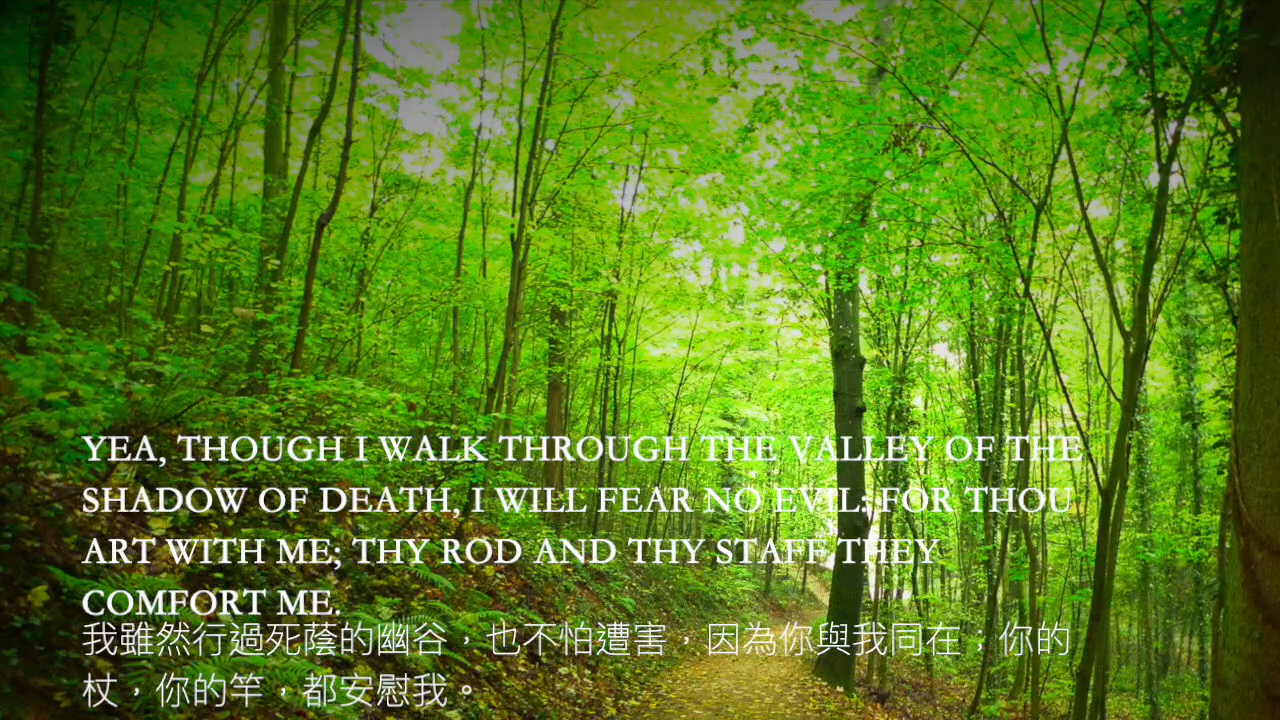 YEA, THOUGH I WALK THROUGH THE VALLEY OF THE
SHADOW OF DEATH, I WILL FEAR NO EVIL: FOR THOU
ART WITH ME; THY ROD AND THY STAFF THEY
COMFORT ME.
我雖然行過死蔭的幽谷，也不怕遭害，因為你與我同在；你的
杖，你的竿，都安慰我。